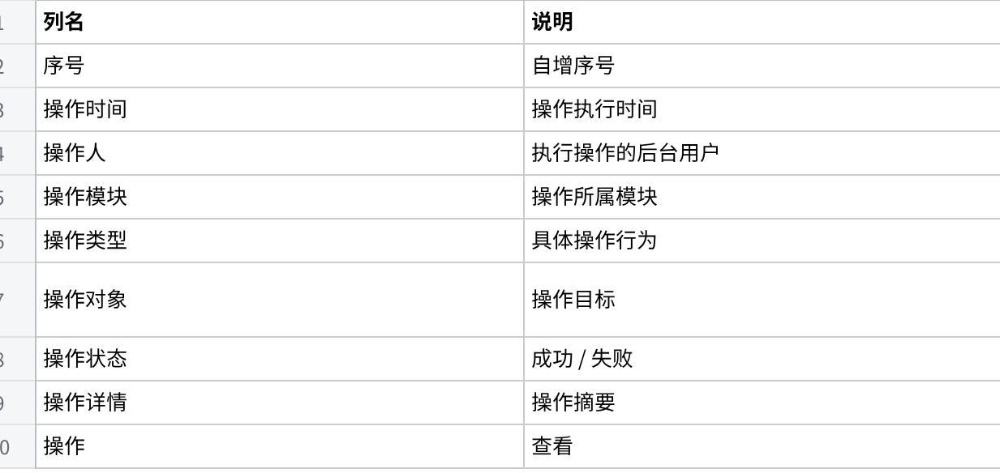 1 列名 说明
2 序号 自增序号
3 操作时间 操作执行时间
4 操作人 执行操作的后台用户
5 操作模块 操作所属模块
6 操作类型 具体操作行为
7 操作对象 操作目标
8 操作状态 成功 / 失败
9 操作详情 操作摘要
0 操作 查看